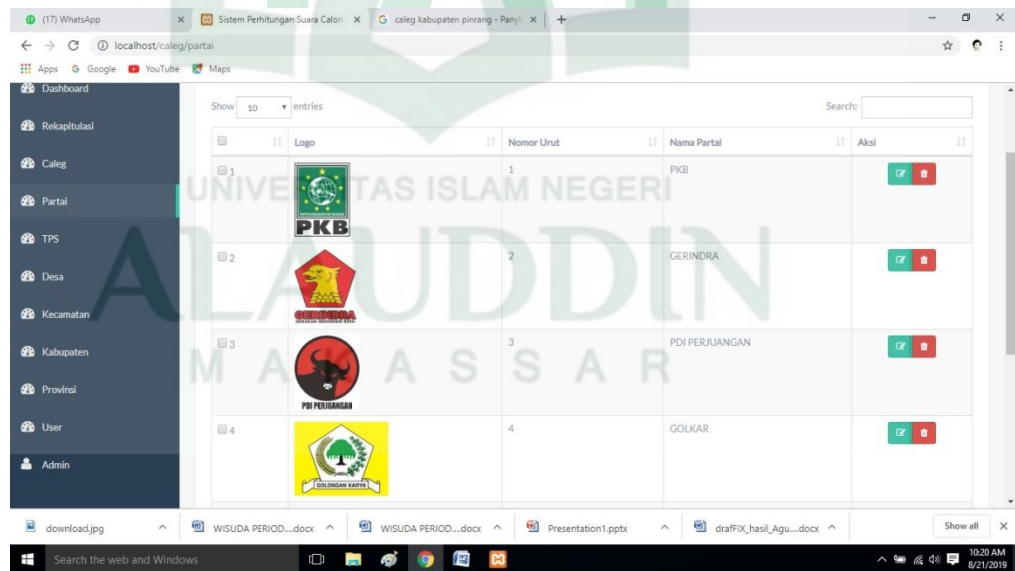 (17) WhatsApp
Sistem Perhitungan Suara Calon
caleg kabupaten pinrang - Panyli
localhost/caleg/partai
Apps Google YouTube Maps
Dashboard
Rekapitulasi
Caleg
Partai
TPS
Desa
Kecamatan
Kabupaten
Provinsi
User
Admin
Show 10 entries
Search:
Logo Nomor Urut Nama Partai Aksi
1 PKB 1 PKB
2 GERINDRA 2 GERINDRA
3 PDI PERJUANGAN 3 PDI PERJUANGAN
4 GOLONGAN KARYA 4 GOLKAR
UNIVERSITAS ISLAM NEGERI
ALAUDDIN
MAKASSAR
download.jpg
WISUDA PERIOD....docx
WISUDA PERIOD....docx
Presentation1.pptx
drafFiX_hasil_Agu....docx
Show all
Search the web and Windows
10:20 AM
8/21/2019